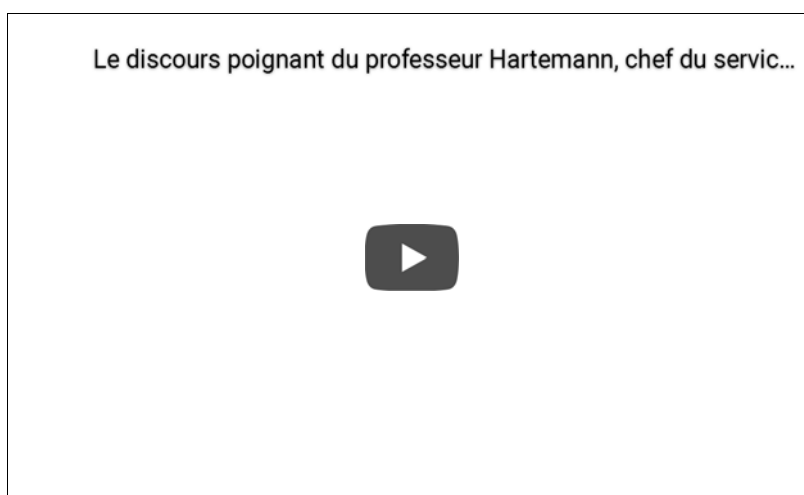 Le discours poignant du professeur Hartemann, chef du servic...